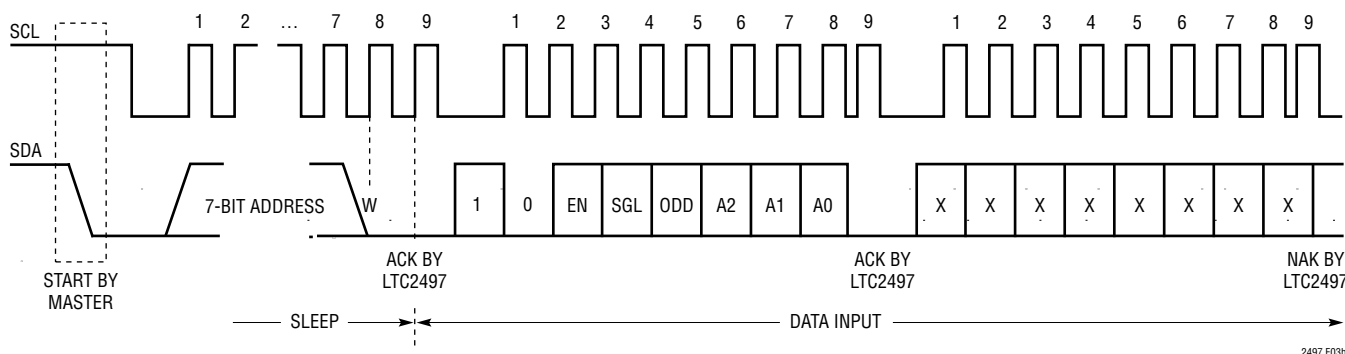 1 2 … 7 8 9 1 2 3 4 5 6 7 8 9 1 2 3 4 5 6 7 8 9
SCL
SDA
7-BIT ADDRESS W 1 0 EN SGL ODD A2 A1 A0 X X X X X X X X
START BY
MASTER
ACK BY
LTC2497
ACK BY
LTC2497
NAK BY
LTC2497
SLEEP DATA INPUT
2497 F03b